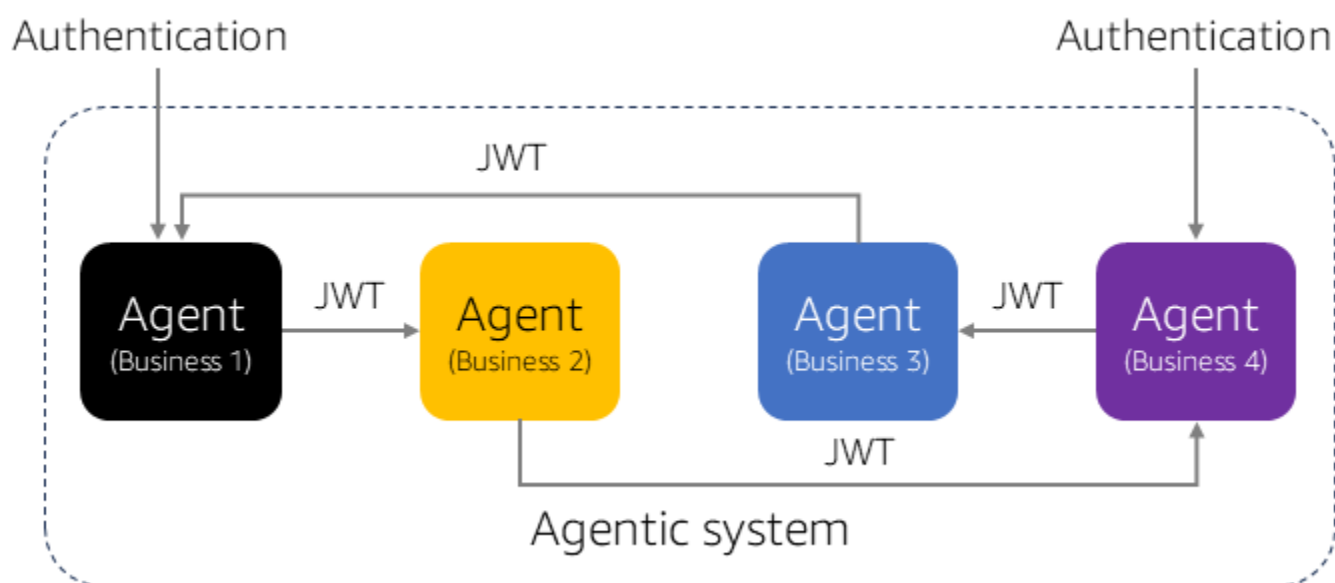 Authentication
Authentication
JWT
Agent
(Business 1)
JWT
Agent
(Business 2)
Agent
(Business 3)
JWT
Agent
(Business 4)
JWT
Agentic system